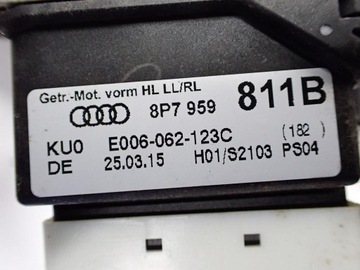 Getr.-Mot. vorm HL LL/RL
8P7 959 811B
KU0 E006-062-123C (182)
DE 25.03.15 H01/S2103 PS04